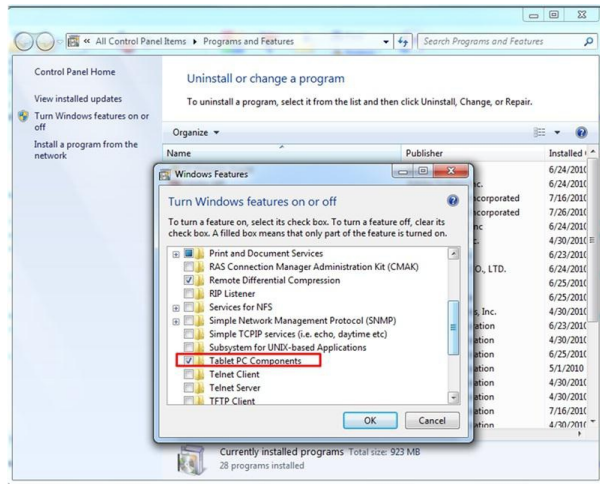 « All Control Panel Items ▸ Programs and Features
Search Programs and Features
Control Panel Home
View installed updates
Turn Windows features on or
off
Install a program from the
network
Uninstall or change a program
To uninstall a program, select it from the list and then click Uninstall, Change, or Repair.
Organize
Name Publisher Installed
6/24/2010
6/24/2010
7/16/2010
7/26/2010
6/24/2010
4/30/2010
6/23/2010
O., LTD. 6/24/2010
6/25/2010
6/25/2010
s, Inc. 4/30/2010
ation 6/23/2010
ation 4/30/2010
ation 6/25/2010
ation 5/1/2010
ation 4/30/2010
ation 4/30/2010
ation 7/16/2010
ation 4/30/2010
Windows Features
Turn Windows features on or off
To turn a feature on, select its check box. To turn a feature off, clear its
check box. A filled box means that only part of the feature is turned on.
Print and Document Services
RAS Connection Manager Administration Kit (CMAK)
Remote Differential Compression
RIP Listener
Services for NFS
Simple Network Management Protocol (SNMP)
Simple TCPIP services (i.e. echo, daytime etc)
Subsystem for UNIX-based Applications
Tablet PC Components
Telnet Client
Telnet Server
TFTP Client
OK Cancel
Currently installed programs Total size: 923 MB
28 programs installed